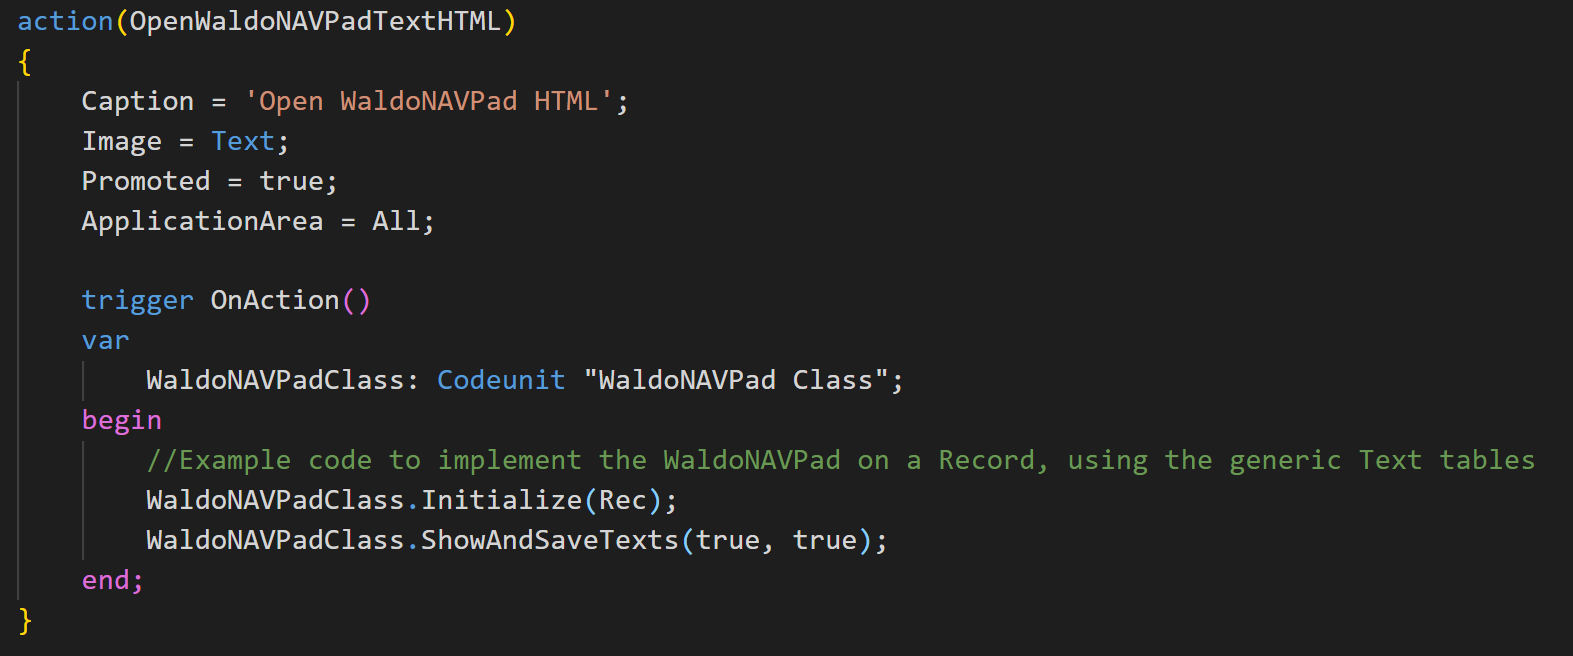 action(OpenWaldoNAVPadTextHTML)
{
    Caption = 'Open WaldoNAVPad HTML';
    Image = Text;
    Promoted = true;
    ApplicationArea = All;

    trigger OnAction()
    var
        WaldoNAVPadClass: Codeunit "WaldoNAVPad Class";
    begin
        //Example code to implement the WaldoNAVPad on a Record, using the generic Text tables
        WaldoNAVPadClass.Initialize(Rec);
        WaldoNAVPadClass.ShowAndSaveTexts(true, true);
    end;
}